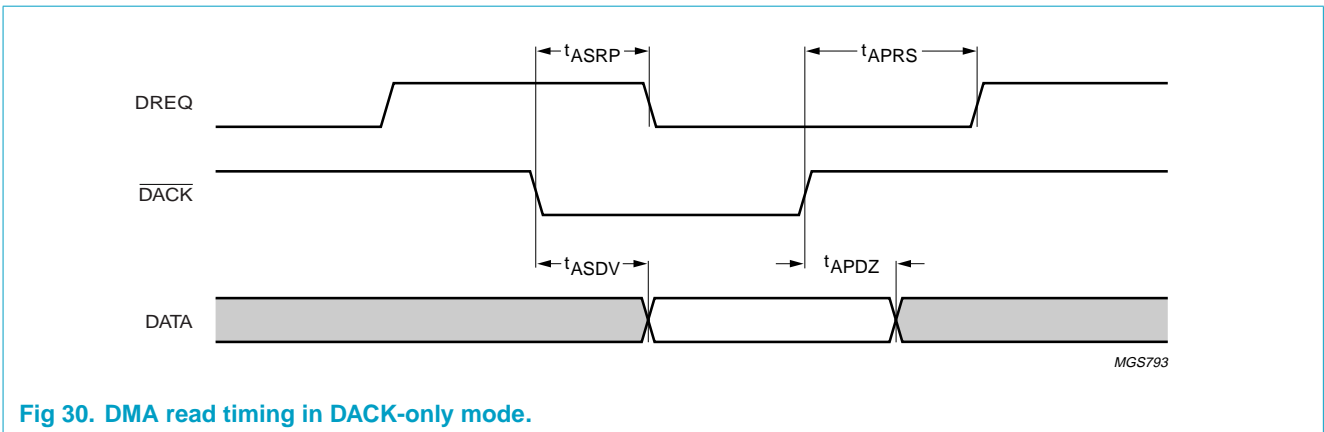 tASRP
tAPRS
DREQ
DACK
tASDV
tAPDZ
DATA
MGS793
Fig 30. DMA read timing in DACK-only mode.